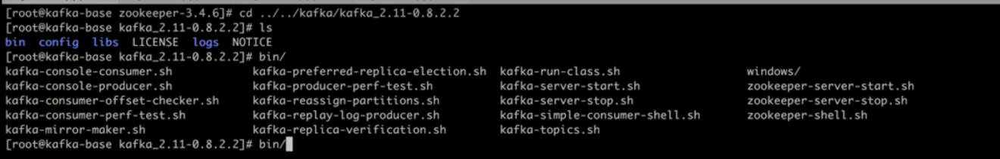 [root@kafka-base zookeeper-3.4.6]# cd ../../kafka/kafka_2.11-0.8.2.2
[root@kafka-base kafka_2.11-0.8.2.2]# ls
bin config libs LICENSE logs NOTICE
[root@kafka-base kafka_2.11-0.8.2.2]# bin/
kafka-console-consumer.sh kafka-preferred-replica-election.sh kafka-run-class.sh windows/
kafka-console-producer.sh kafka-producer-perf-test.sh kafka-server-start.sh zookeeper-server-start.sh
kafka-consumer-offset-checker.sh kafka-reassign-partitions.sh kafka-server-stop.sh zookeeper-server-stop.sh
kafka-consumer-perf-test.sh kafka-replay-log-producer.sh kafka-simple-consumer-shell.sh zookeeper-shell.sh
kafka-mirror-maker.sh kafka-replica-verification.sh kafka-topics.sh
[root@kafka-base kafka_2.11-0.8.2.2]# bin/